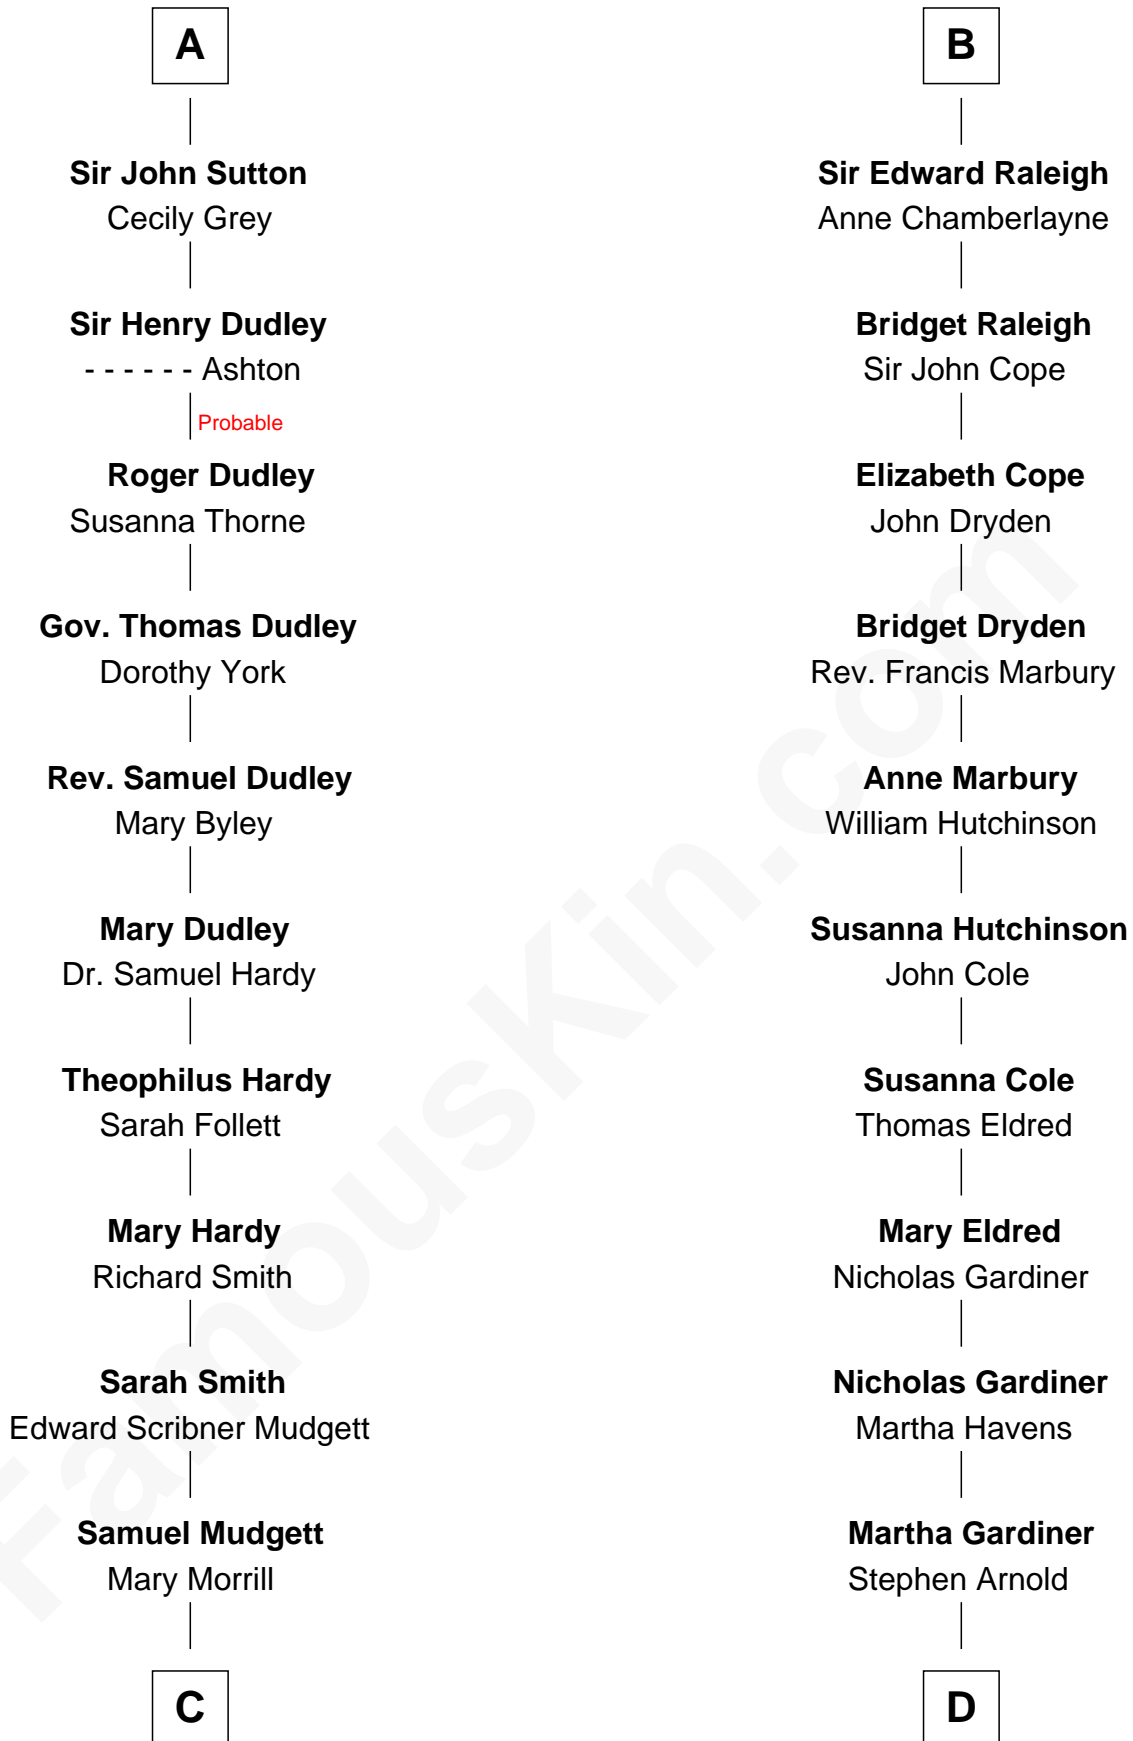 A
Sir John Sutton
Cecily Grey
Sir Henry Dudley
- - - - - - Ashton
Probable
Roger Dudley
Susanna Thorne
Gov. Thomas Dudley
Dorothy York
Rev. Samuel Dudley
Mary Byley
Mary Dudley
Dr. Samuel Hardy
Theophilus Hardy
Sarah Follett
Mary Hardy
Richard Smith
Sarah Smith
Edward Scribner Mudgett
Samuel Mudgett
Mary Morrill
C
B
Sir Edward Raleigh
Anne Chamberlayne
Bridget Raleigh
Sir John Cope
Elizabeth Cope
John Dryden
Bridget Dryden
Rev. Francis Marbury
Anne Marbury
William Hutchinson
Susanna Hutchinson
John Cole
Susanna Cole
Thomas Eldred
Mary Eldred
Nicholas Gardiner
Nicholas Gardiner
Martha Havens
Martha Gardiner
Stephen Arnold
D
FamousKin.com